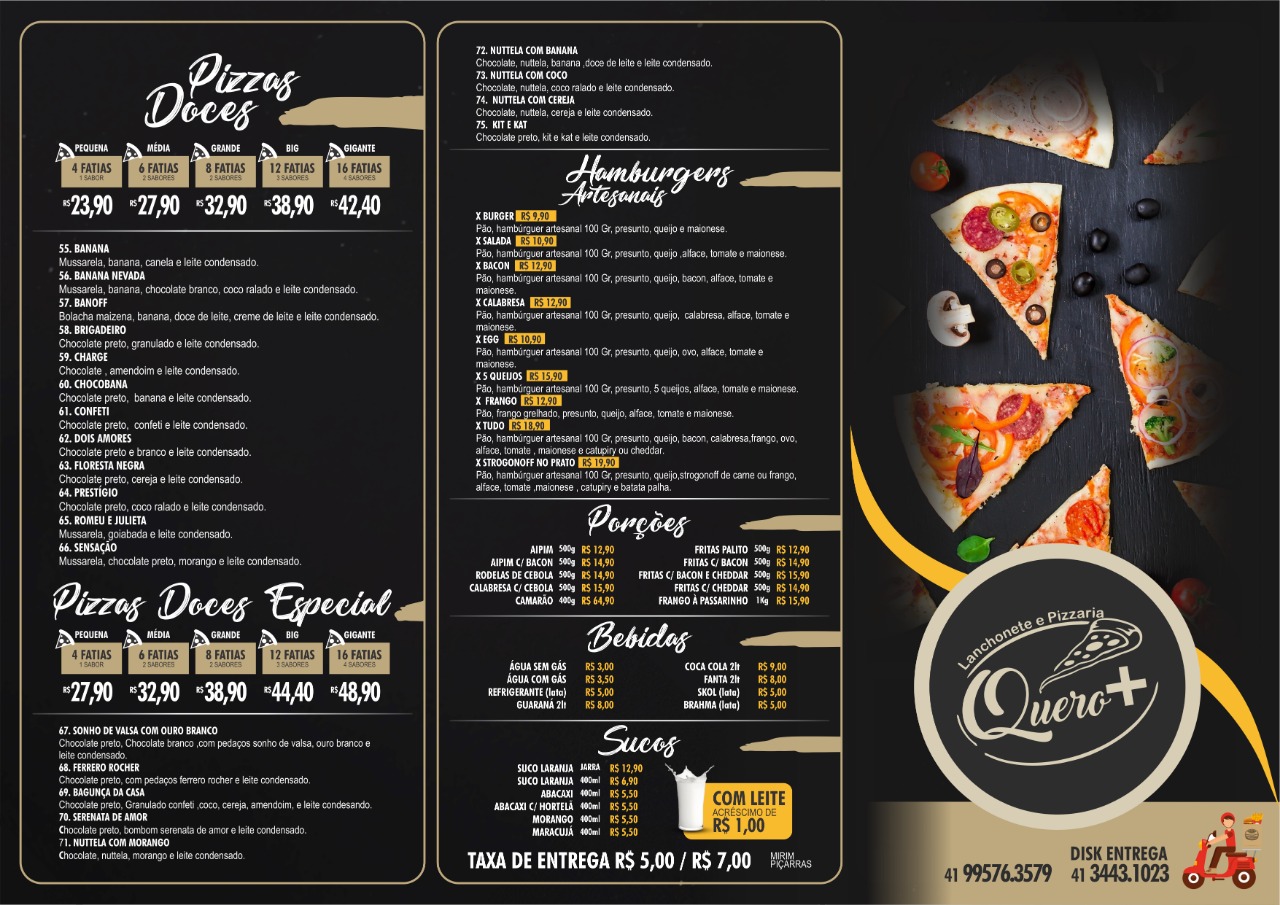 Pizzas
Doces
PEQUENA MÉDIA GRANDE BIG GIGANTE
4 FATIAS 6 FATIAS 8 FATIAS 12 FATIAS 16 FATIAS
1 SABOR 2 SABORES 2 SABORES 3 SABORES 4 SABORES
R$ 23,90 R$ 27,90 R$ 32,90 R$ 38,90 R$ 42,40
55. BANANA
Mussarela, banana, canela e leite condensado.
56. BANANA NEVADA
Mussarela, banana, chocolate branco, coco ralado e leite condensado.
57. BANOFF
Bolacha maizena, banana, doce de leite, creme de leite e leite condensado.
58. BRIGADEIRO
Chocolate preto, granulado e leite condensado.
59. CHARGE
Chocolate , amendoim e leite condensado.
60. CHOCOBANA
Chocolate preto, banana e leite condensado.
61. CONFETI
Chocolate preto, confeti e leite condensado.
62. DOIS AMORES
Chocolate preto e branco e leite condensado.
63. FLORESTA NEGRA
Chocolate preto, cereja e leite condensado.
64. PRESTÍGIO
Chocolate preto, coco ralado e leite condensado.
65. ROMEU E JULIETA
Mussarela, goiabada e leite condensado.
66. SENSAÇÃO
Mussarela, chocolate preto, morango e leite condensado.
Pizzas Doces Especial
PEQUENA MÉDIA GRANDE BIG GIGANTE
4 FATIAS 6 FATIAS 8 FATIAS 12 FATIAS 16 FATIAS
1 SABOR 2 SABORES 2 SABORES 3 SABORES 4 SABORES
R$ 27,90 R$ 32,90 R$ 38,90 R$ 44,40 R$ 48,90
67. SONHO DE VALSA COM OURO BRANCO
Chocolate preto, Chocolate branco ,com pedaços sonho de valsa, ouro branco e
leite condensado.
68. FERRERO ROCHER
Chocolate preto, com pedaços ferrero rocher e leite condensado.
69. BAGUNÇA DA CASA
Chocolate preto, Granulado confeti ,coco, cereja, amendoim, e leite condesando.
70. SERENATA DE AMOR
Chocolate preto, bombom serenata de amor e leite condensado.
71. NUTTELA COM MORANGO
Chocolate, nuttela, morango e leite condensado.
72. NUTTELA COM BANANA
Chocolate, nuttela, banana ,doce de leite e leite condensado.
73. NUTTELA COM COCO
Chocolate, nuttela, coco ralado e leite condensado.
74. NUTTELA COM CEREJA
Chocolate, nuttela, cereja e leite condensado.
75. KIT E KAT
Chocolate preto, kit e kat e leite condensado.
Hamburgers
Artesanais
X BURGER R$ 9,90
Pão, hambúrguer artesanal 100 Gr, presunto, queijo e maionese.
X SALADA R$ 10,90
Pão, hambúrguer artesanal 100 Gr, presunto, queijo ,alface, tomate e maionese.
X BACON R$ 12,90
Pão, hambúrguer artesanal 100 Gr, presunto, queijo, bacon, alface, tomate e
maionese.
X CALABRESA R$ 12,90
Pão, hambúrguer artesanal 100 Gr, presunto, queijo, calabresa, alface, tomate e
maionese.
X EGG R$ 10,90
Pão, hambúrguer artesanal 100 Gr, presunto, queijo, ovo, alface, tomate e
maionese.
X 5 QUEIJOS R$ 15,90
Pão, hambúrguer artesanal 100 Gr, presunto, 5 queijos, alface, tomate e maionese.
X FRANGO R$ 12,90
Pão, frango grelhado, presunto, queijo, alface, tomate e maionese.
X TUDO R$ 18,90
Pão, hambúrguer artesanal 100 Gr, presunto, queijo, bacon, calabresa,frango, ovo,
alface, tomate , maionese e catupiry ou cheddar.
X STROGONOFF NO PRATO R$ 19,90
Pão, hambúrguer artesanal 100 Gr, presunto, queijo,strogonoff de carne ou frango,
alface, tomate ,maionese , catupiry e batata palha.
Porções
AIPIM 500g R$ 12,90
AIPIM C/ BACON 500g R$ 14,90
RODELAS DE CEBOLA 500g R$ 14,90
CALABRESA C/ CEBOLA 500g R$ 15,90
CAMARÃO 400g R$ 64,90
FRITAS PALITO 500g R$ 12,90
FRITAS C/ BACON 500g R$ 14,90
FRITAS C/ BACON E CHEDDAR 500g R$ 15,90
FRITAS C/ CHEDDAR 500g R$ 14,90
FRANGO À PASSARINHO 1Kg R$ 15,90
Bebidas
ÁGUA SEM GÁS R$ 3,00
ÁGUA COM GÁS R$ 3,50
REFRIGERANTE (lata) R$ 5,00
GUARANÁ 2lt R$ 8,00
COCA COLA 2lt R$ 9,00
FANTA 2lt R$ 8,00
SKOL (lata) R$ 5,00
BRAHMA (lata) R$ 5,00
Sucos
SUCO LARANJA JARRA R$ 12,90
SUCO LARANJA 400ml R$ 6,90
ABACAXI 400ml R$ 5,50
ABACAXI C/ HORTELÃ 400ml R$ 5,50
MORANGO 400ml R$ 5,50
MARACUJÁ 400ml R$ 5,50
COM LEITE
ACRÉSCIMO DE
R$ 1,00
TAXA DE ENTREGA R$ 5,00 / R$ 7,00 MIRIM
PIÇARRAS
Lanchonete e Pizzaria
Quero+
DISK ENTREGA
41 99576.3579 41 3443.1023